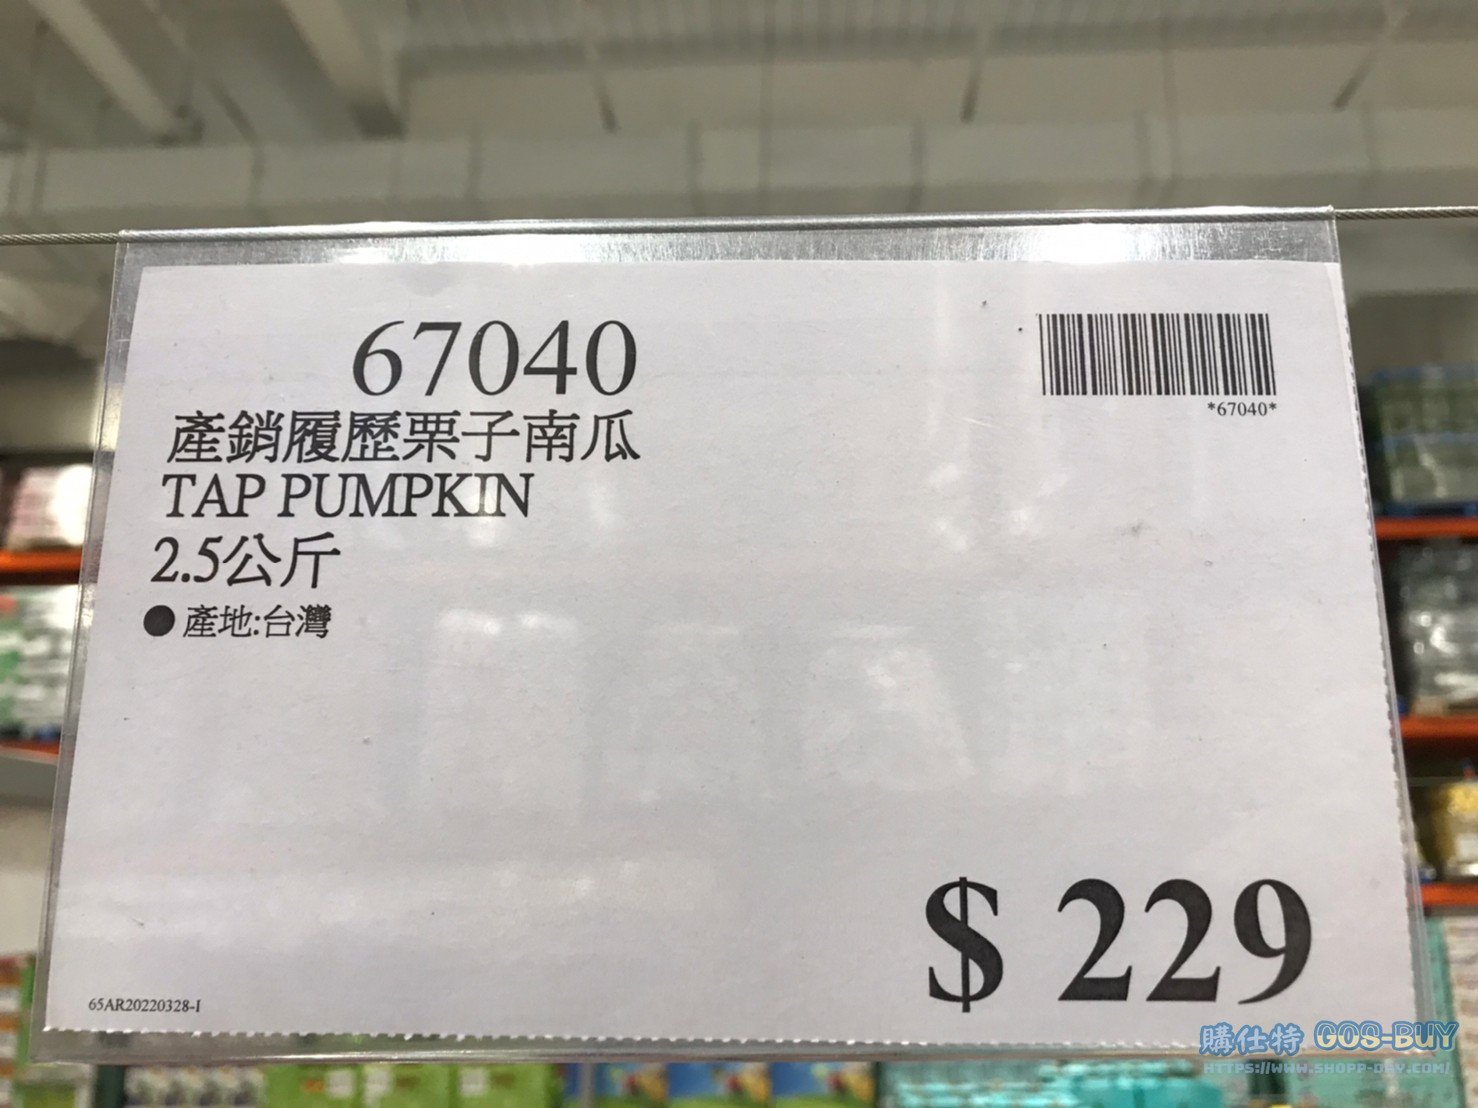 67040
*67040*
產銷履歷栗子南瓜
TAP PUMPKIN
2.5公斤
● 產地:台灣
$ 229
65AR20220328-I
購仕特 GOS-BUY
HTTPS://WWW.SHOPP-DAY.COM/